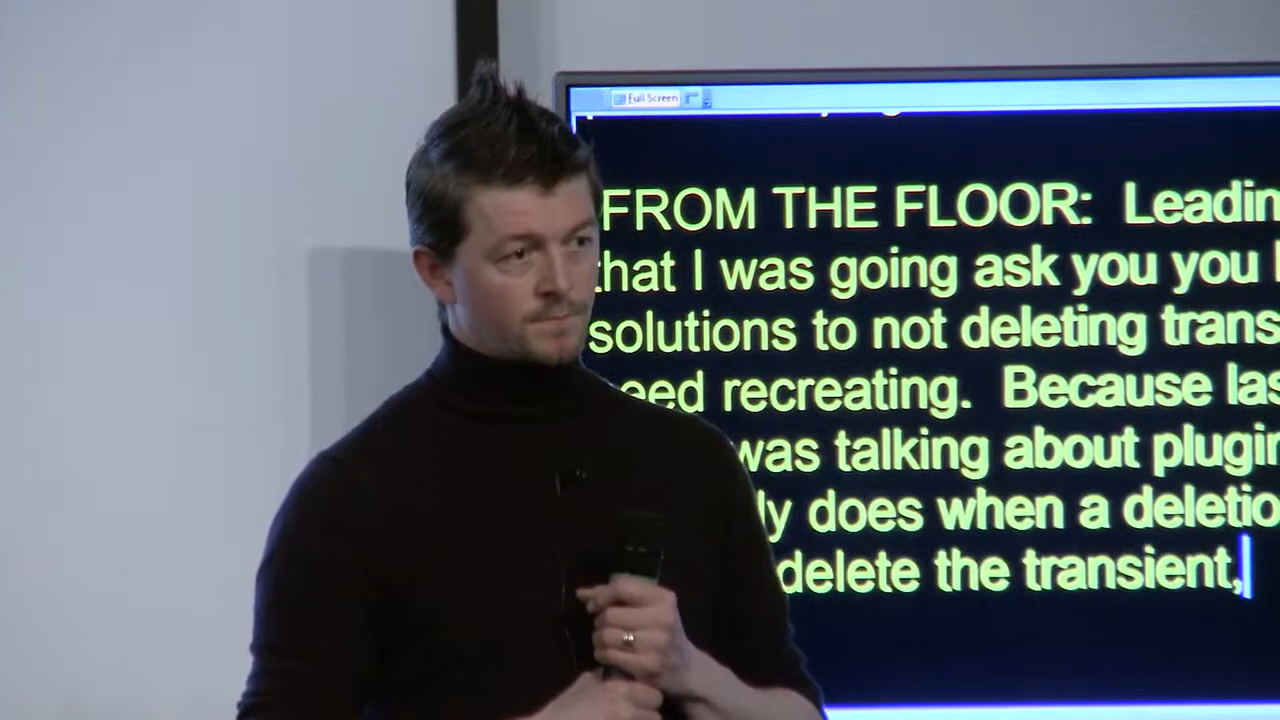 Full Screen
FROM THE FLOOR: Leadin
that I was going ask you you
solutions to not deleting trans
need recreating. Because las
was talking about plugin
ly does when a deletio
delete the transient,